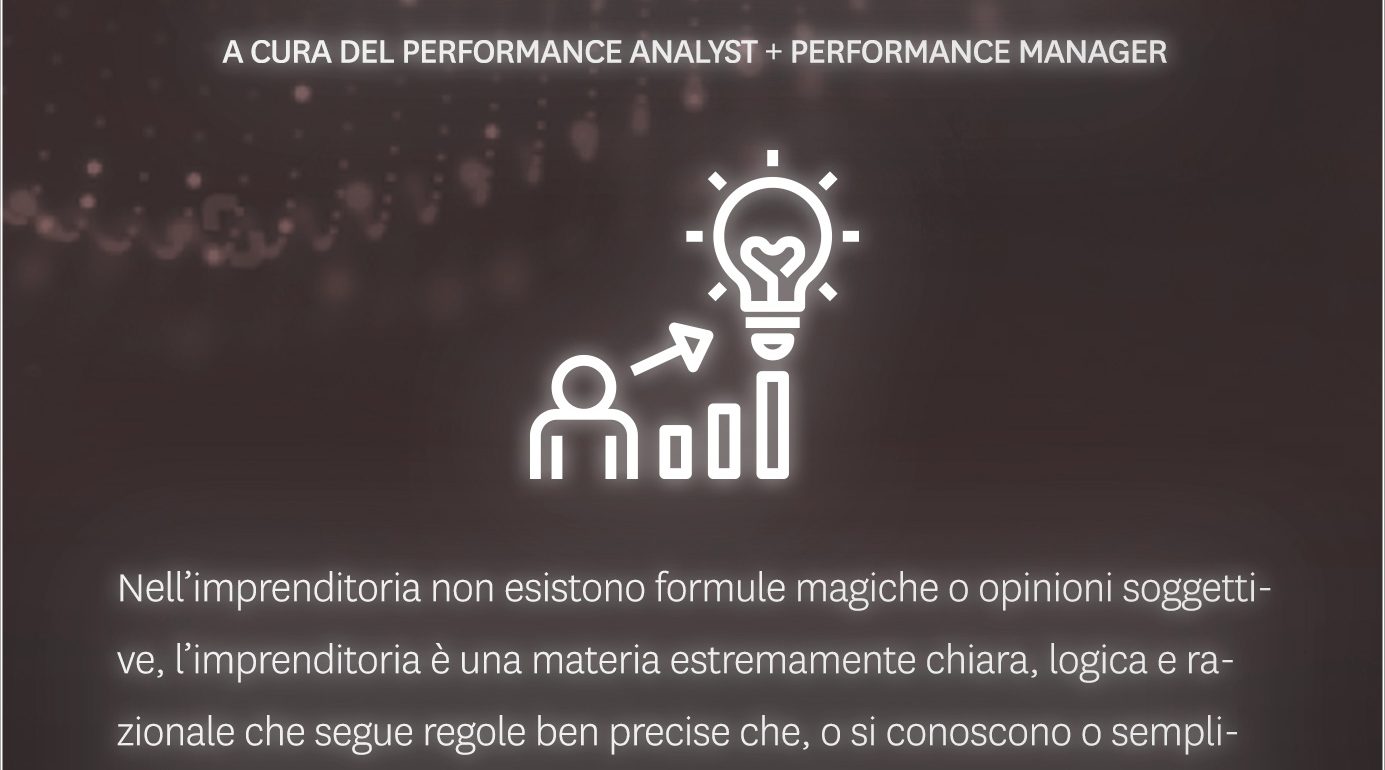 A CURA DEL PERFORMANCE ANALYST + PERFORMANCE MANAGER
Nell’imprenditoria non esistono formule magiche o opinioni soggetti-
ve, l’imprenditoria è una materia estremamente chiara, logica e ra-
zionale che segue regole ben precise che, o si conoscono o sempli-